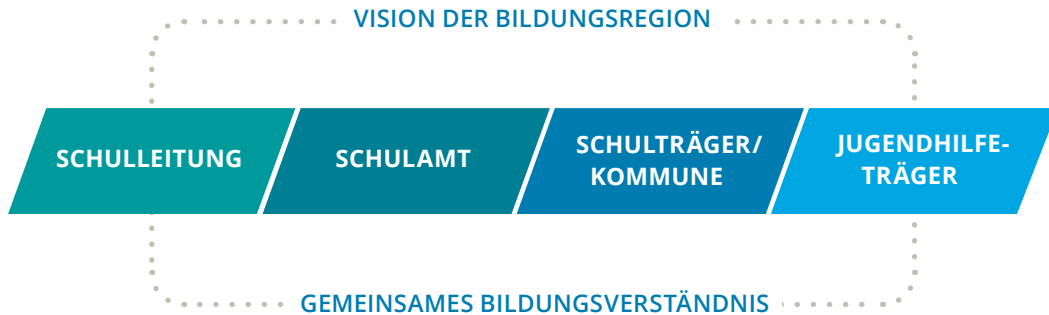 VISION DER BILDUNGSREGION
SCHULLEITUNG
SCHULAMT
SCHULTRÄGER/
KOMMUNE
JUGENDHILFE-
TRÄGER
GEMEINSAMES BILDUNGSVERSTÄNDNIS